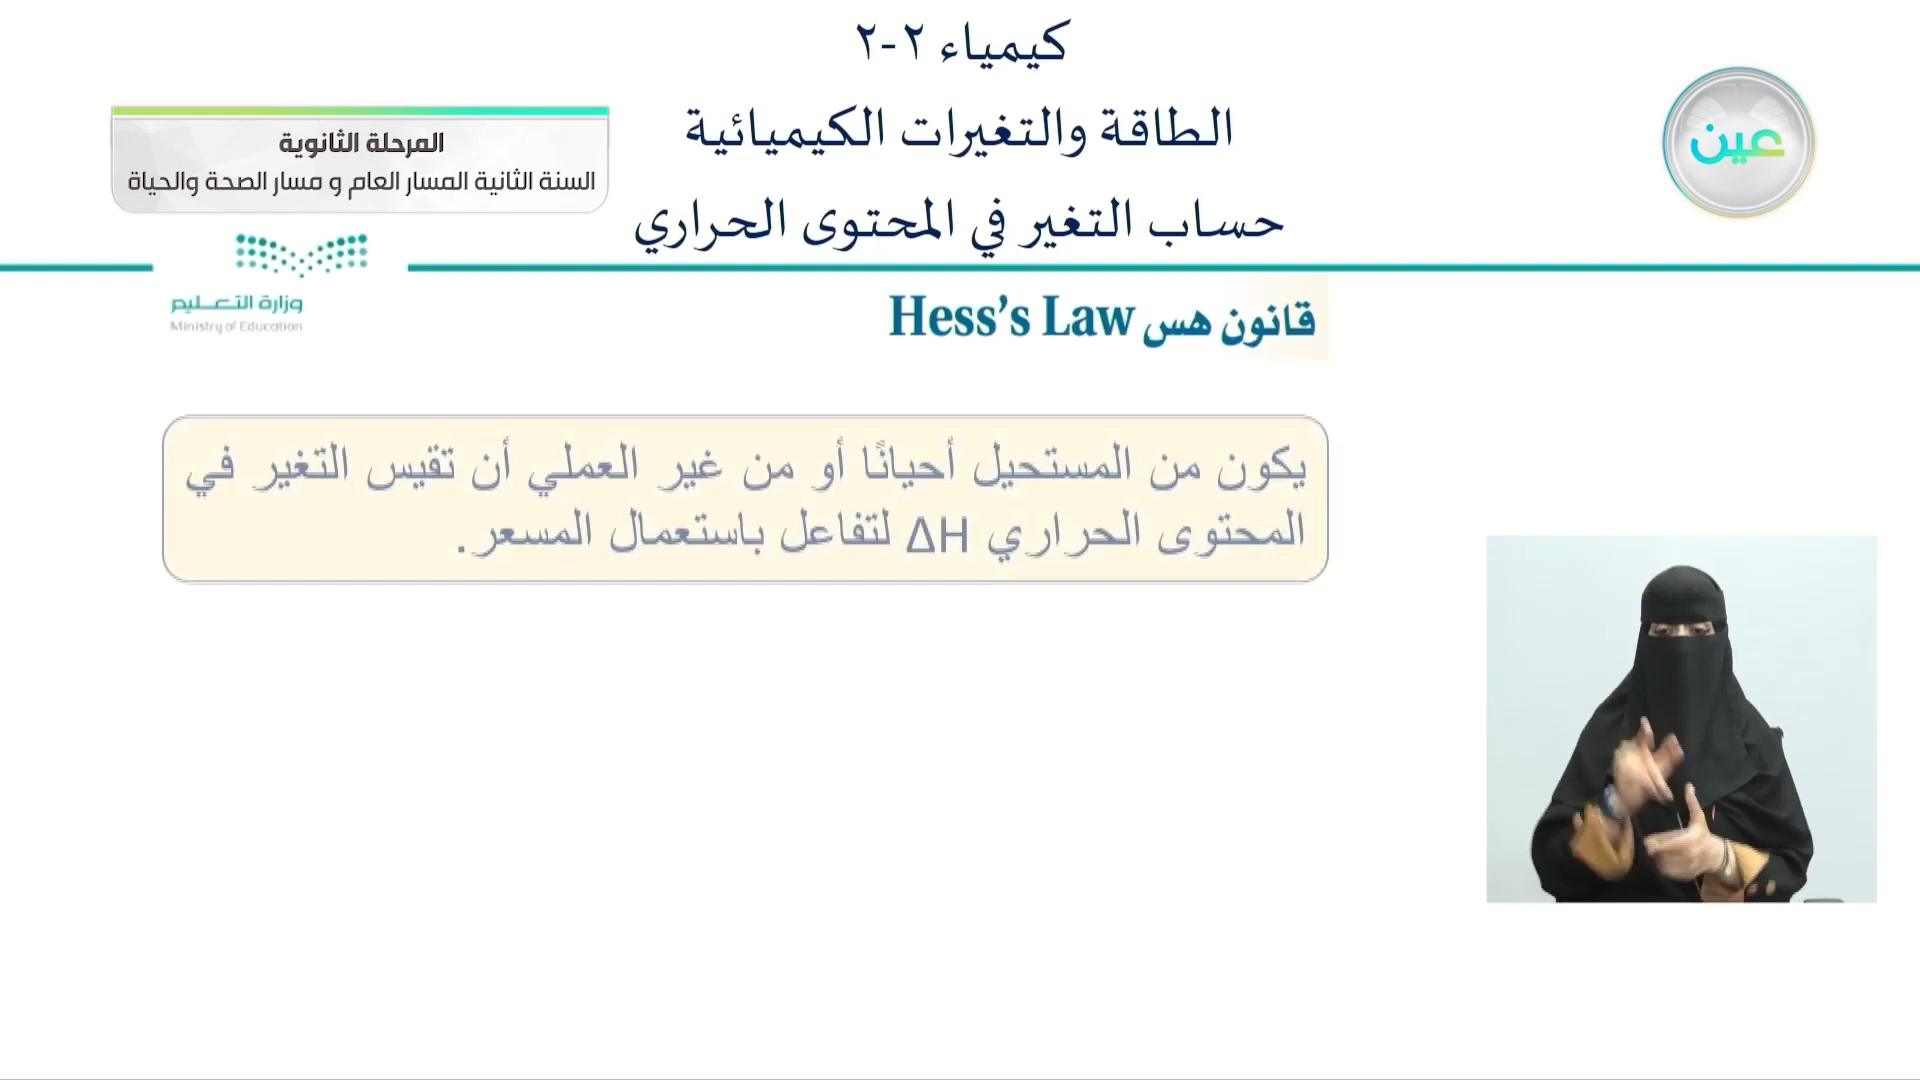 كيمياء ٢-٢
الطاقة والتغيرات الكيميائية
حساب التغير في المحتوى الحراري
عين
المرحلة الثانوية
السنة الثانية المسار العام و مسار الصحة والحياة
وزارة التعليم
Ministry of Education
قانون هس Hess’s Law
يكون من المستحيل أحيانًا أو من غير العملي أن تقيس التغير في
المحتوى الحراري ΔH لتفاعل باستعمال المسعر.